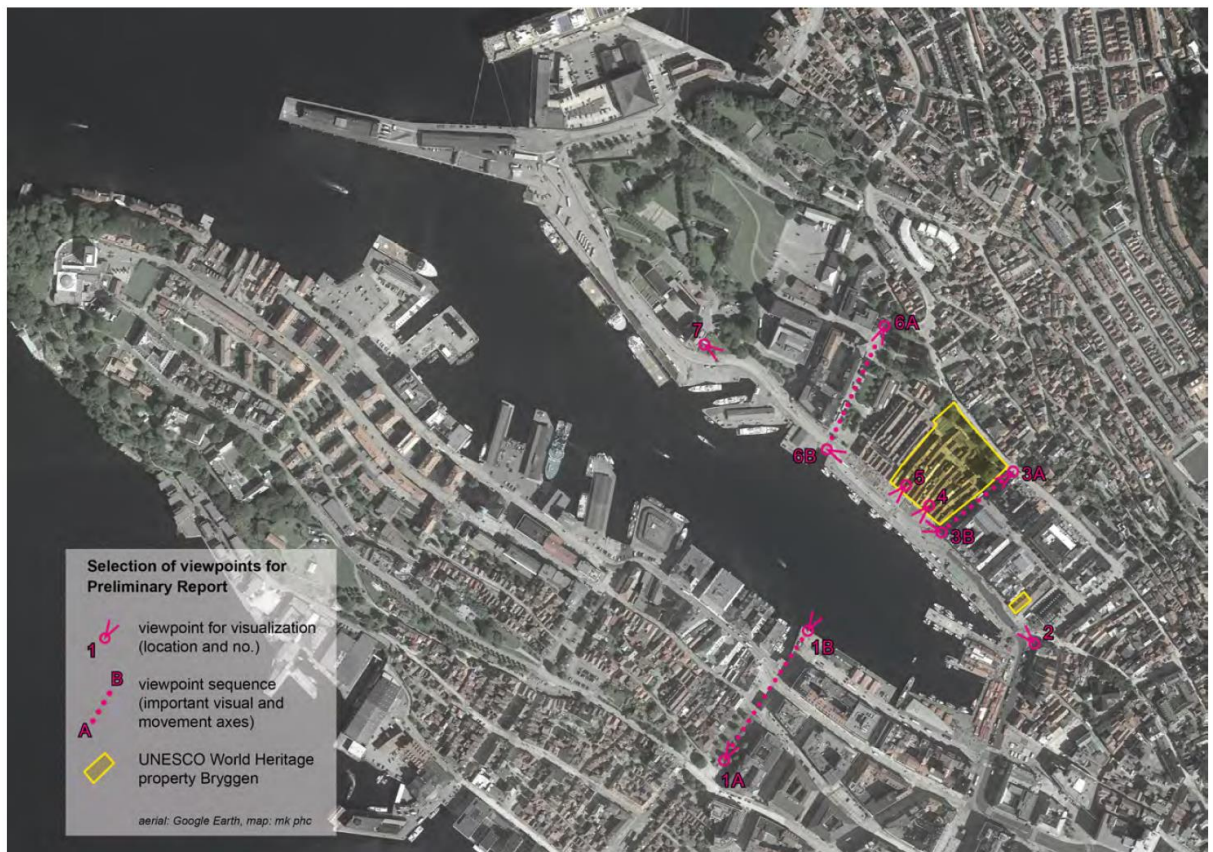 7
6A
6B
5
4
3A
3B
2
1B
1A
Selection of viewpoints for
Preliminary Report
1
viewpoint for visualization
(location and no.)
B
A
viewpoint sequence
(important visual and
movement axes)
UNESCO World Heritage
property Bryggen
aerial: Google Earth, map: mk phc